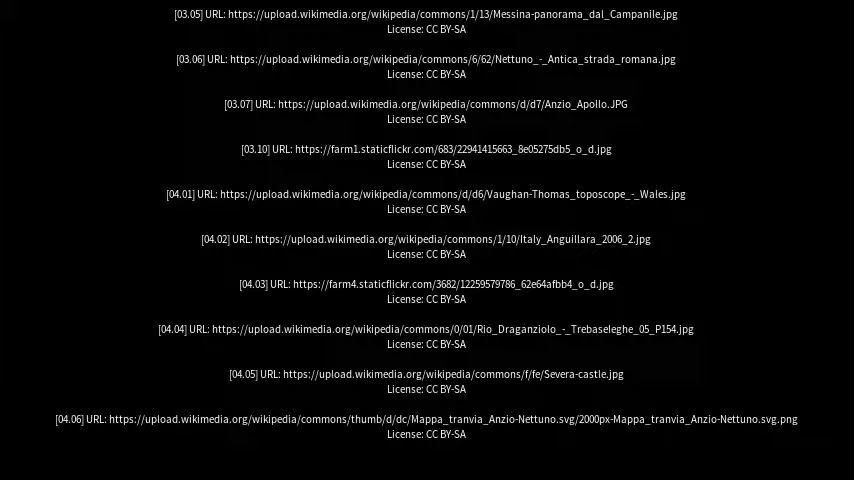 [03.05] URL: https://upload.wikimedia.org/wikipedia/commons/1/13/Messina-panorama_dal_Campanile.jpg
License: CC BY-SA
[03.06] URL: https://upload.wikimedia.org/wikipedia/commons/6/62/Nettuno_-_Antica_strada_romana.jpg
License: CC BY-SA
[03.07] URL: https://upload.wikimedia.org/wikipedia/commons/d/d7/Anzio_Apollo.JPG
License: CC BY-SA
[03.10] URL: https://farm1.staticflickr.com/683/22941415663_8e05275db5_o_d.jpg
License: CC BY-SA
[04.01] URL: https://upload.wikimedia.org/wikipedia/commons/d/d6/Vaughan-Thomas_toposcope_-_Wales.jpg
License: CC BY-SA
[04.02] URL: https://upload.wikimedia.org/wikipedia/commons/1/10/Italy_Anguillara_2006_2.jpg
License: CC BY-SA
[04.03] URL: https://farm4.staticflickr.com/3682/12259579786_62e64afbb4_o_d.jpg
License: CC BY-SA
[04.04] URL: https://upload.wikimedia.org/wikipedia/commons/0/01/Rio_Draganziolo_-_Trebaseleghe_05_P154.jpg
License: CC BY-SA
[04.05] URL: https://upload.wikimedia.org/wikipedia/commons/f/fe/Severa-castle.jpg
License: CC BY-SA
[04.06] URL: https://upload.wikimedia.org/wikipedia/commons/thumb/d/dc/Mappa_tranvia_Anzio-Nettuno.svg/2000px-Mappa_tranvia_Anzio-Nettuno.svg.png
License: CC BY-SA